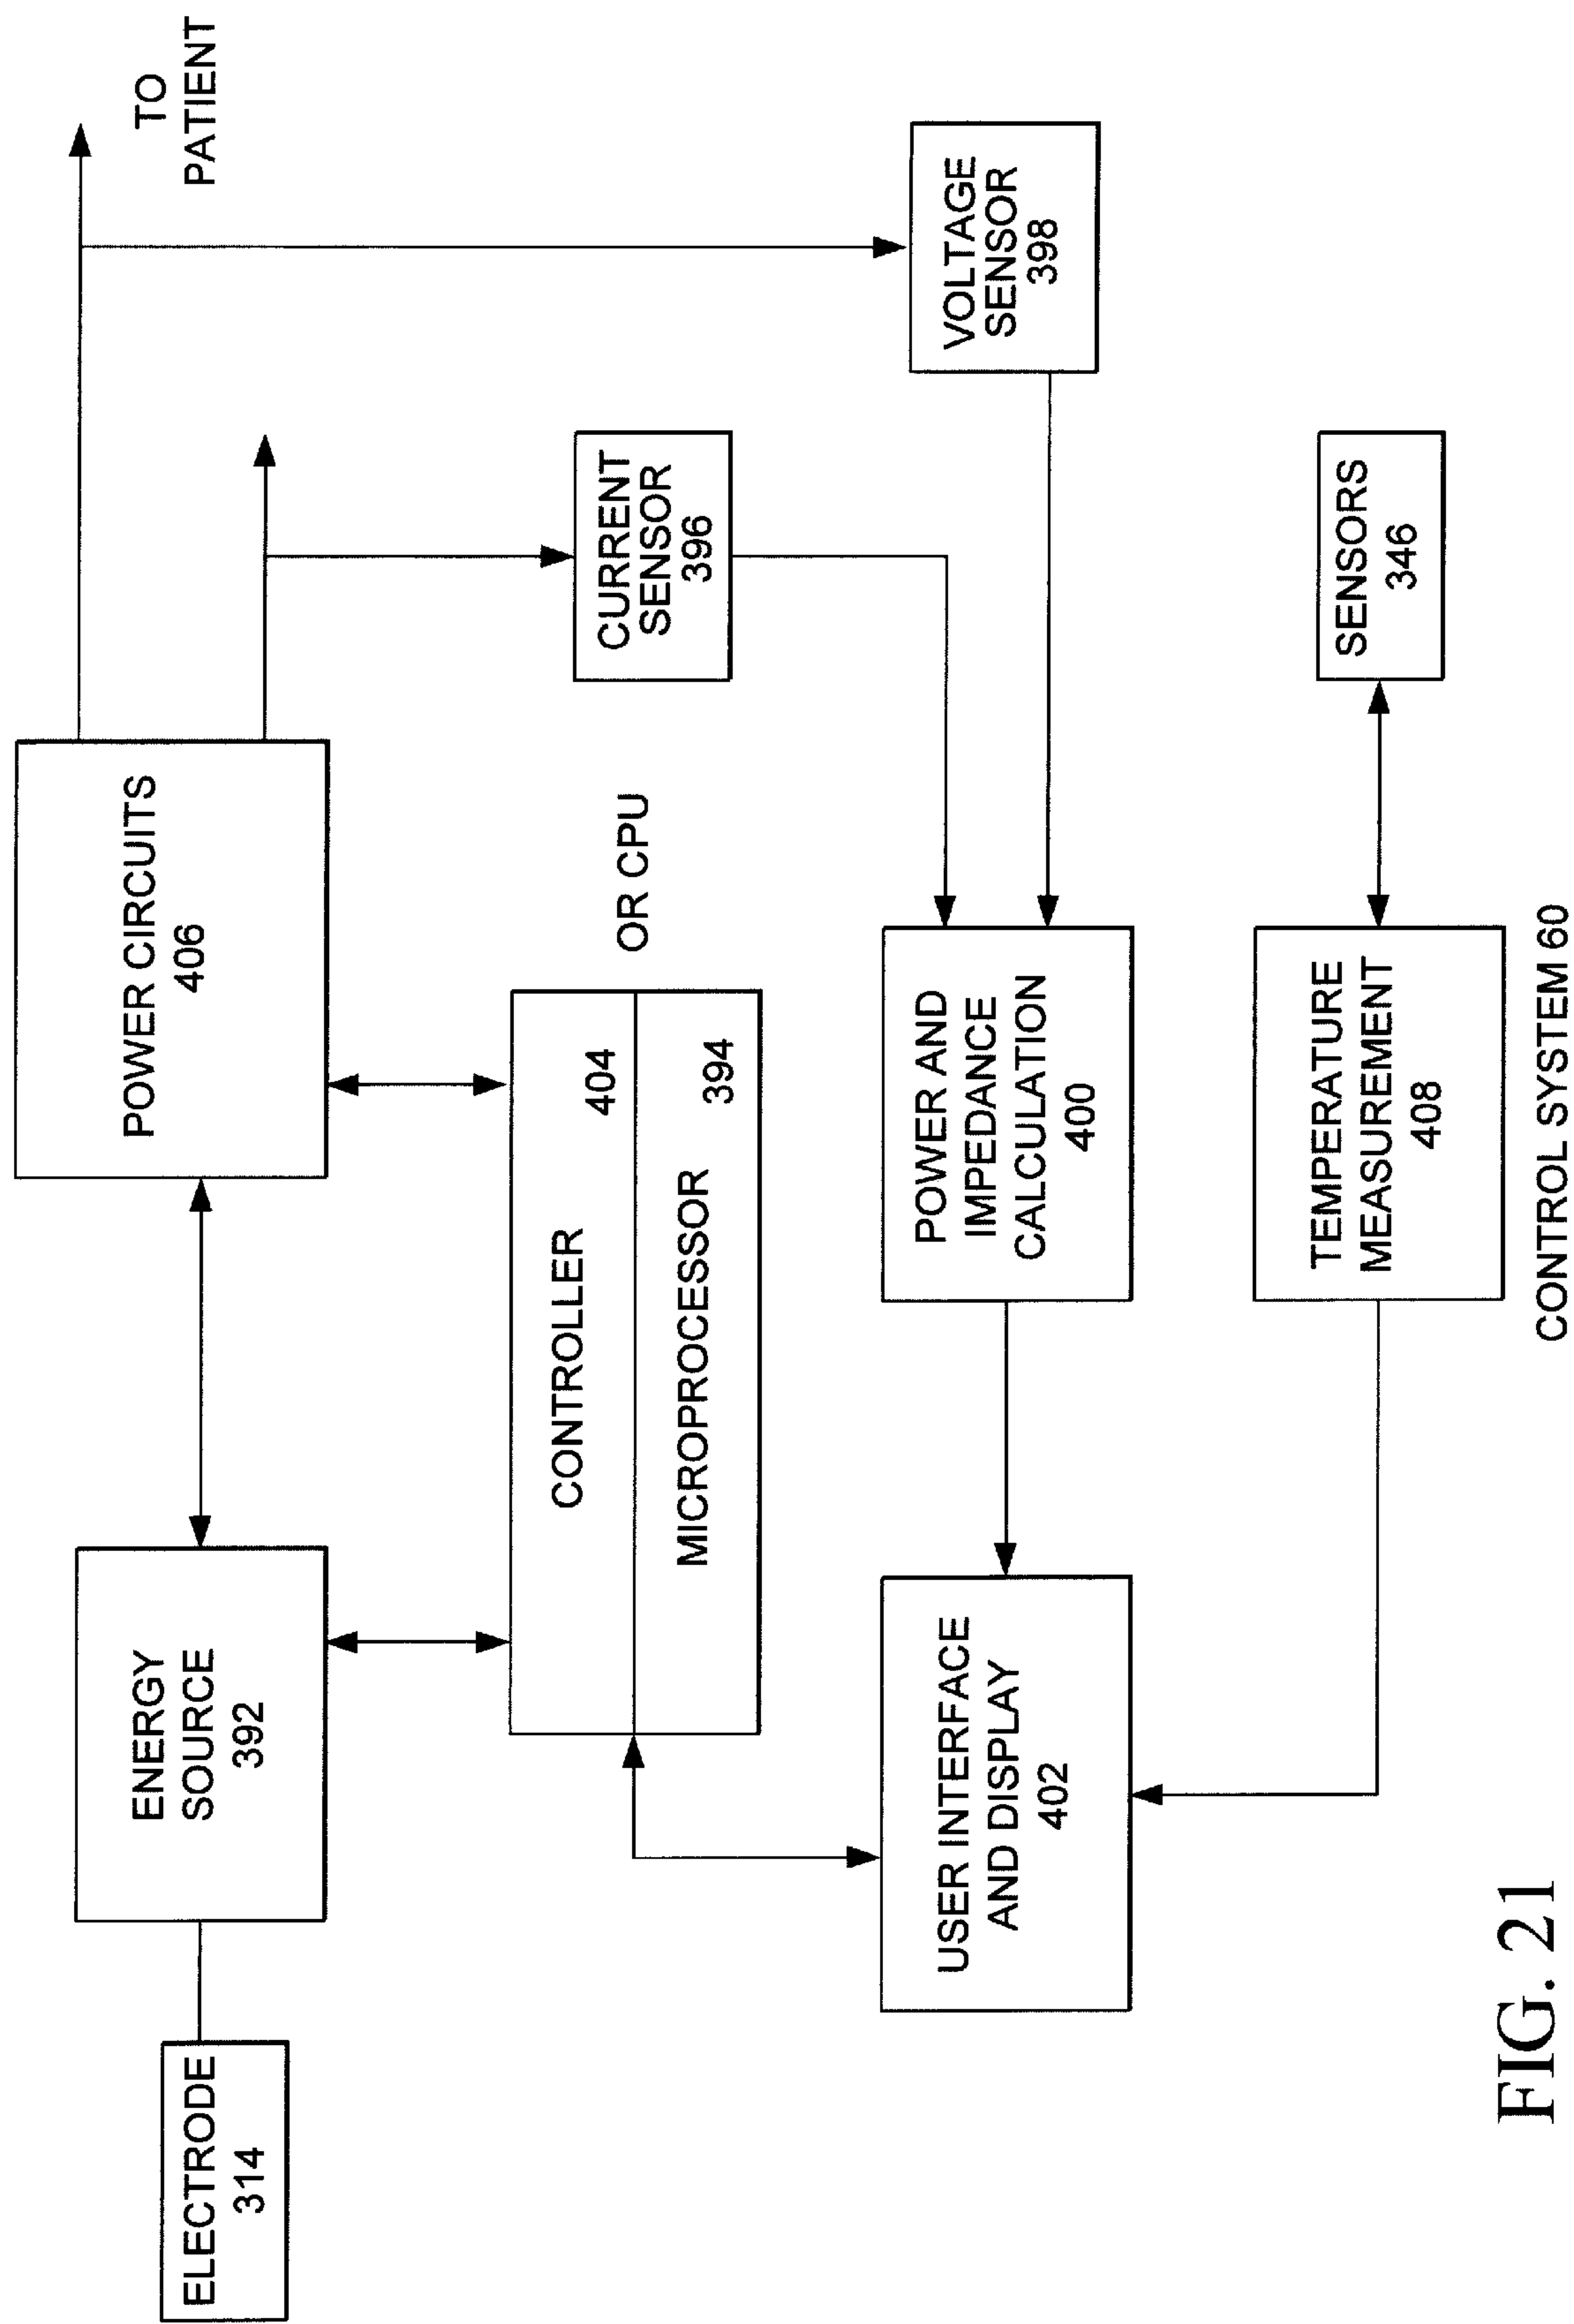 ELECTRODE
314
ENERGY
SOURCE
392
POWER CIRCUITS
406
TO
PATIENT
CONTROLLER
404
MICROPROCESSOR
394
OR CPU
CURRENT
SENSOR
396
VOLTAGE
SENSOR
398
USER INTERFACE
AND DISPLAY
402
POWER AND
IMPEDANCE
CALCULATION
400
TEMPERATURE
MEASUREMENT
408
SENSORS
346
CONTROL SYSTEM 60
FIG. 21